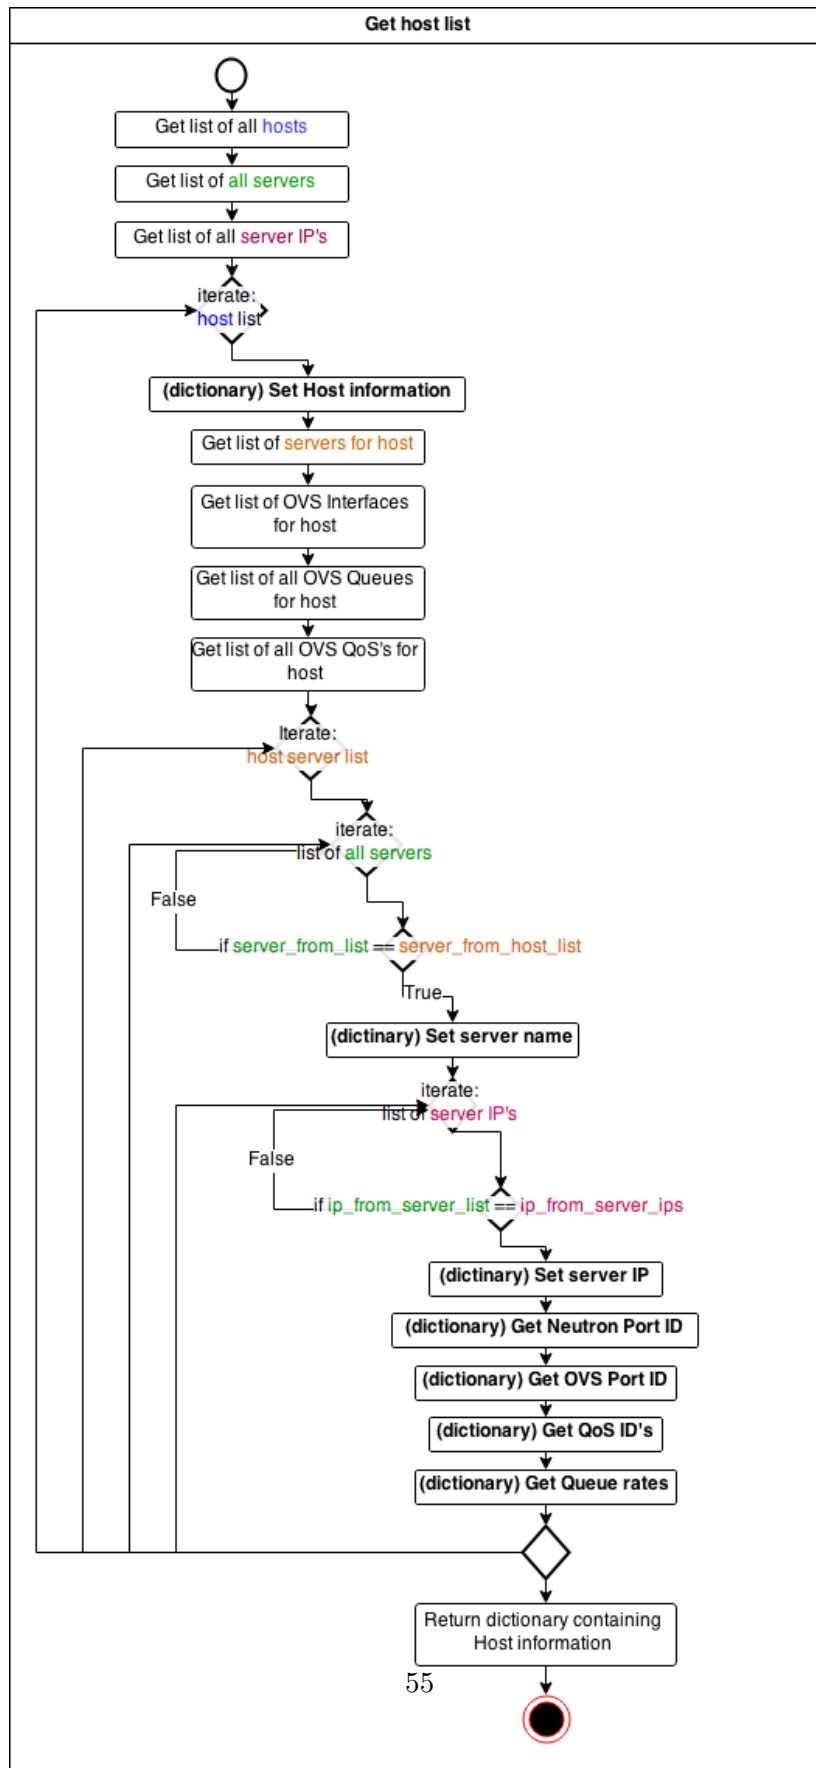 Get host list
Get list of all hosts
Get list of all servers
Get list of all server IP's
iterate:
host list
(dictionary) Set Host information
Get list of servers for host
Get list of OVS Interfaces
for host
Get list of all OVS Queues
for host
Get list of all OVS QoS's for
host
Iterate:
host server list
iterate:
list of all servers
False
if server_from_list == server_from_host_list
True
(dictinary) Set server name
iterate:
list of server IP's
False
if ip_from_server_list == ip_from_server_ips
(dictinary) Set server IP
(dictionary) Get Neutron Port ID
(dictionary) Get OVS Port ID
(dictionary) Get QoS ID's
(dictionary) Get Queue rates
Return dictionary containing
Host information
55